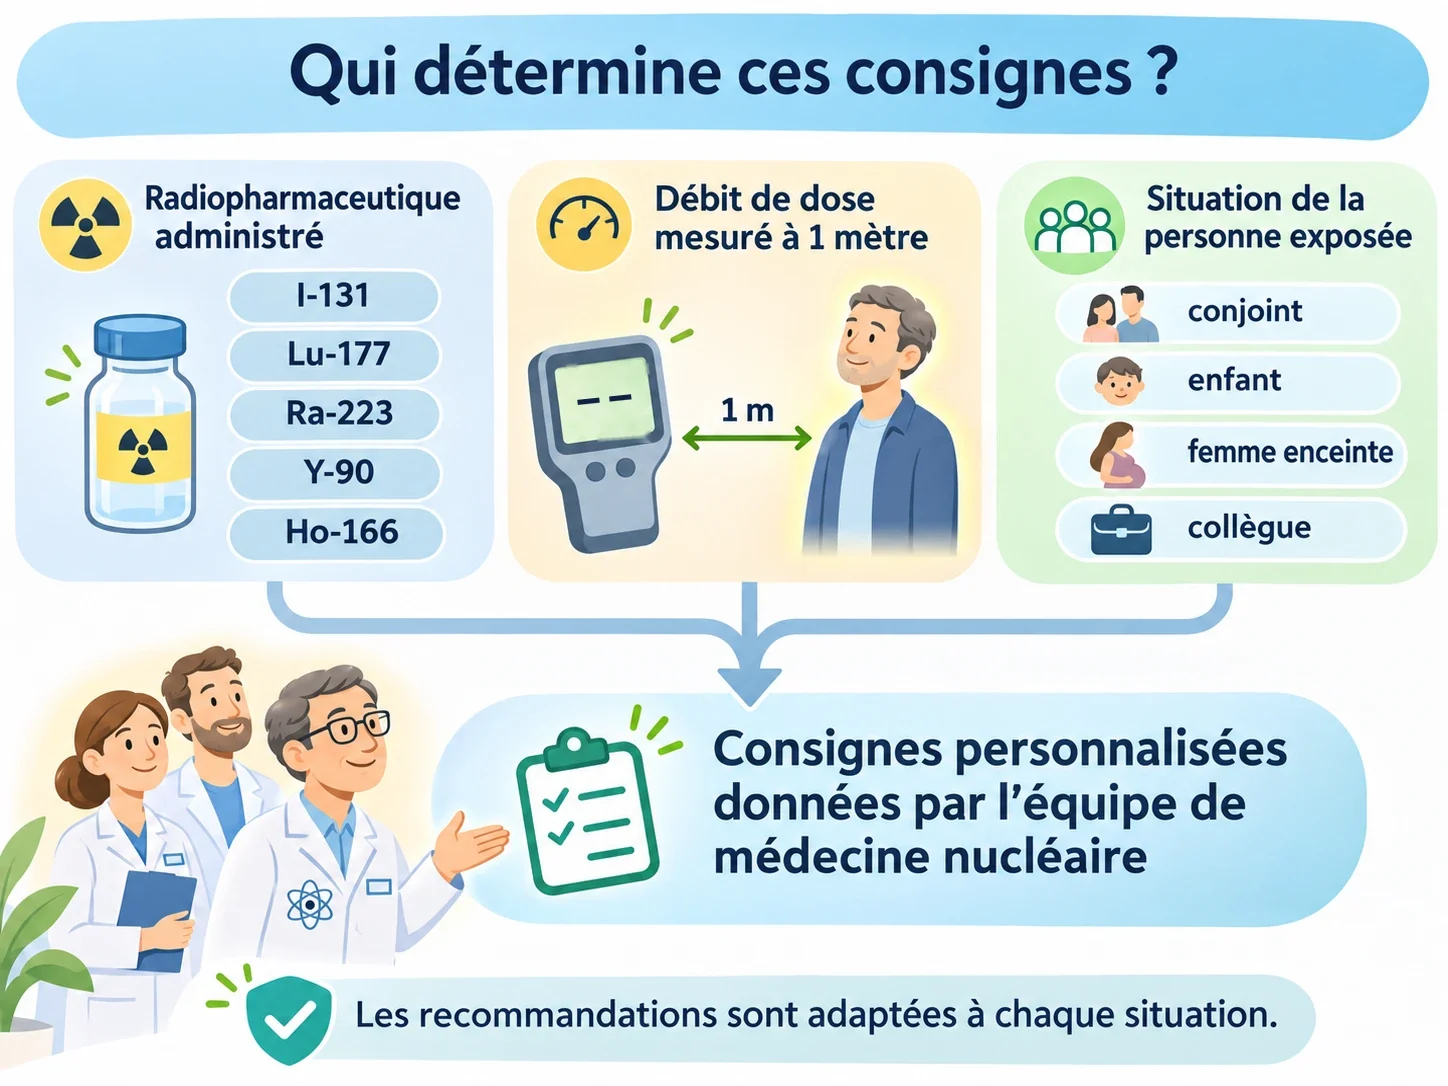 Qui détermine ces consignes ?
Radiopharmaceutique
administré
I-131
Lu-177
Ra-223
Y-90
Ho-166
Débit de dose
mesuré à 1 mètre
--
1 m
Situation de la
personne exposée
conjoint
enfant
femme enceinte
collègue
Consignes personnalisées
données par l'équipe de
médecine nucléaire
Les recommandations sont adaptées à chaque situation.